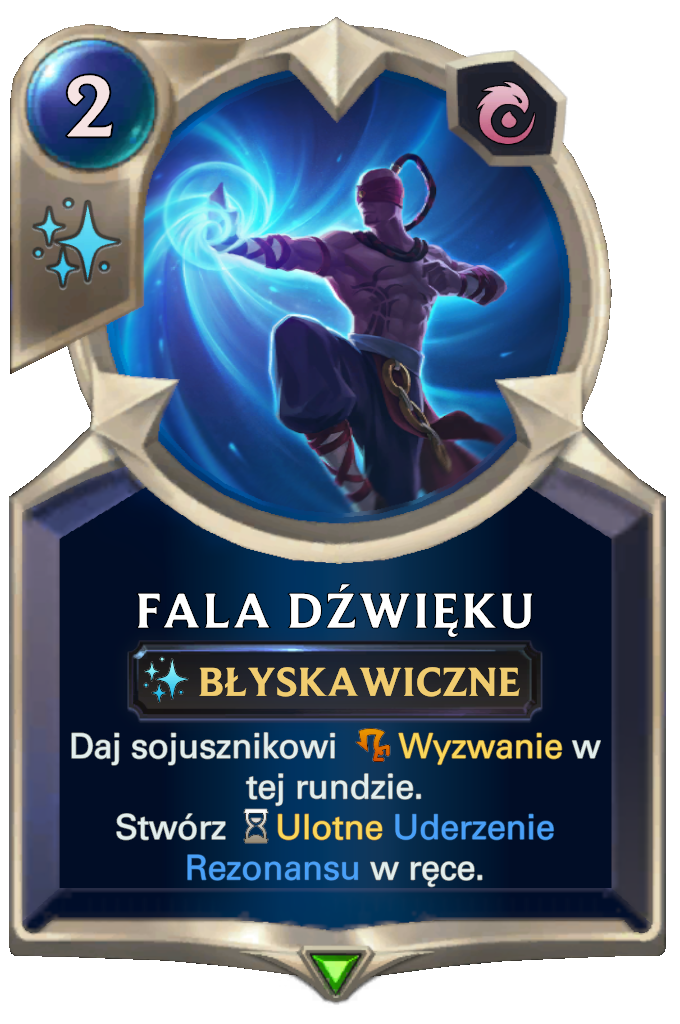 2
FALA DŹWIĘKU
BŁYSKAWICZNE
Daj sojusznikowi Wyzwanie w
tej rundzie.
Stwórz Ulotne Uderzenie
Rezonansu w ręce.